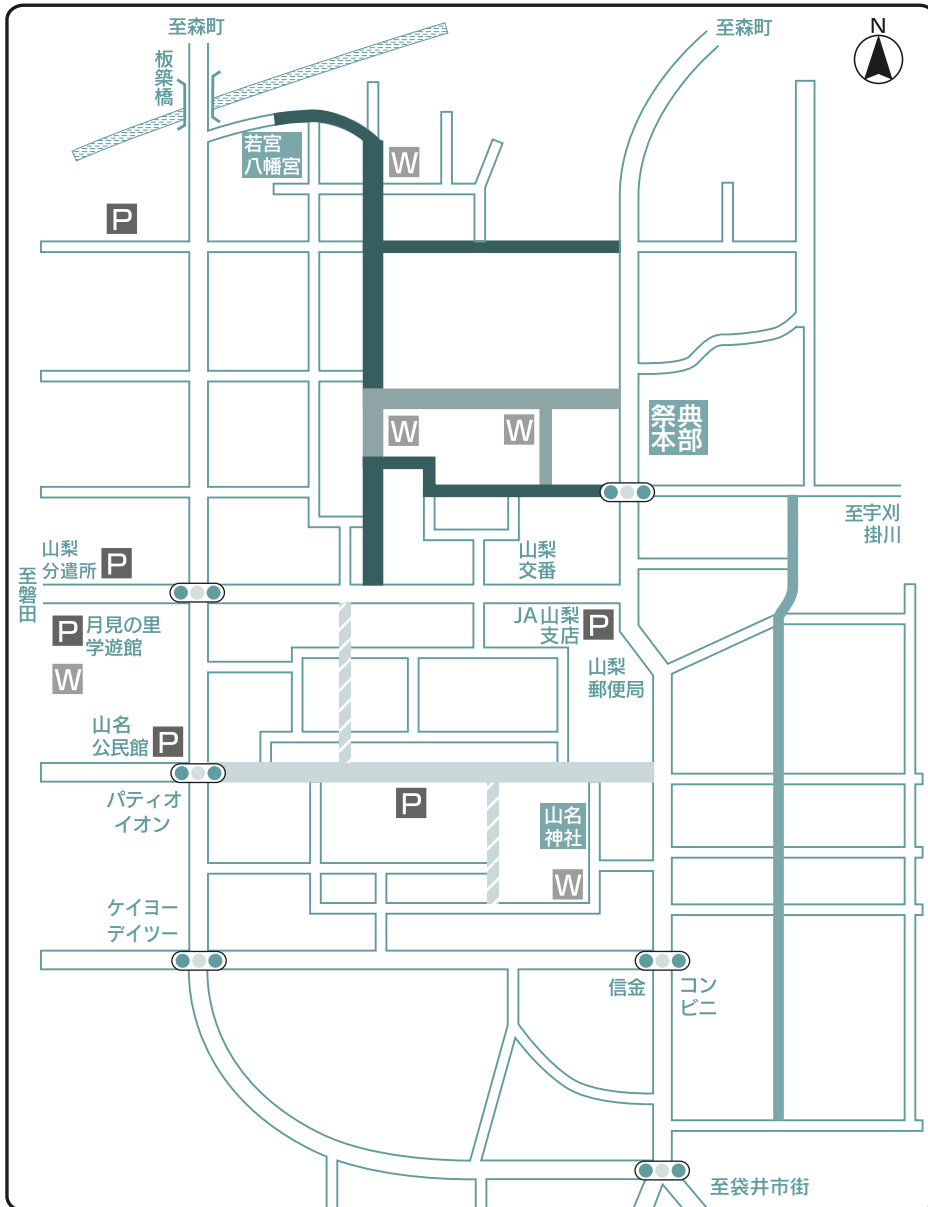 至森町
至森町
N
板築橋
若宮
八幡宮
W
P
W
W
祭典
本部
至宇刈
掛川
山梨
分遣所
P
山梨
交番
至磐田
P
月見の里
学遊館
W
JA山梨
支店
P
山梨
郵便局
山名
公民館
P
パティオ
イオン
P
山名
神社
W
ケイヨー
デイツー
信金
コン
ビニ
至袋井市街